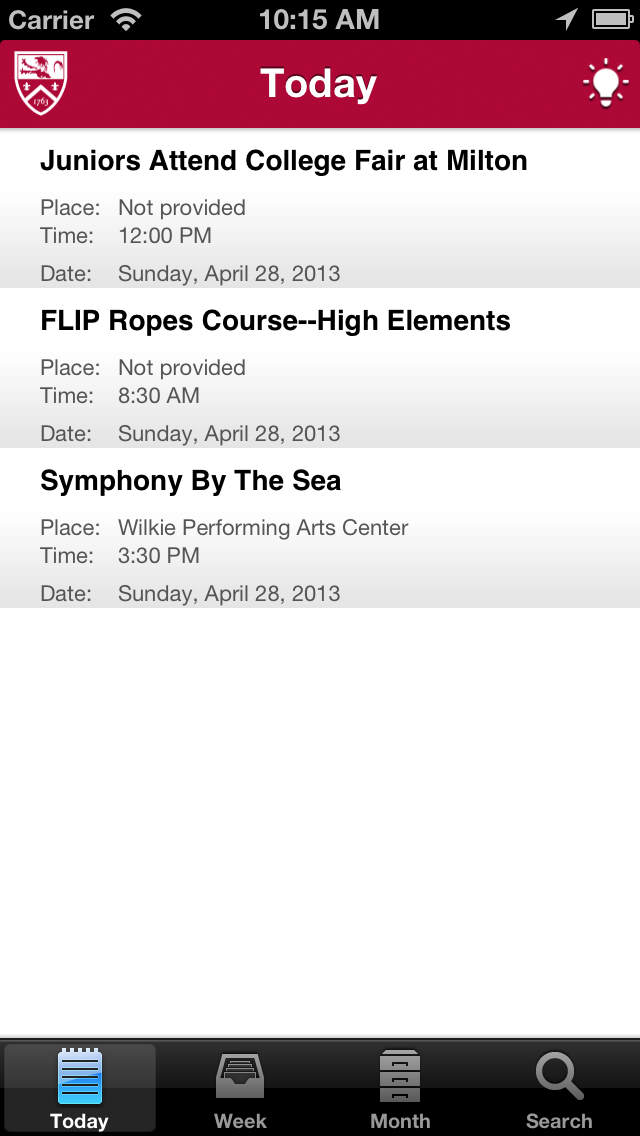 Carrier 10:15 AM
1763
Today
Juniors Attend College Fair at Milton
Place: Not provided
Time: 12:00 PM
Date: Sunday, April 28, 2013
FLIP Ropes Course--High Elements
Place: Not provided
Time: 8:30 AM
Date: Sunday, April 28, 2013
Symphony By The Sea
Place: Wilkie Performing Arts Center
Time: 3:30 PM
Date: Sunday, April 28, 2013
Today Week Month Search